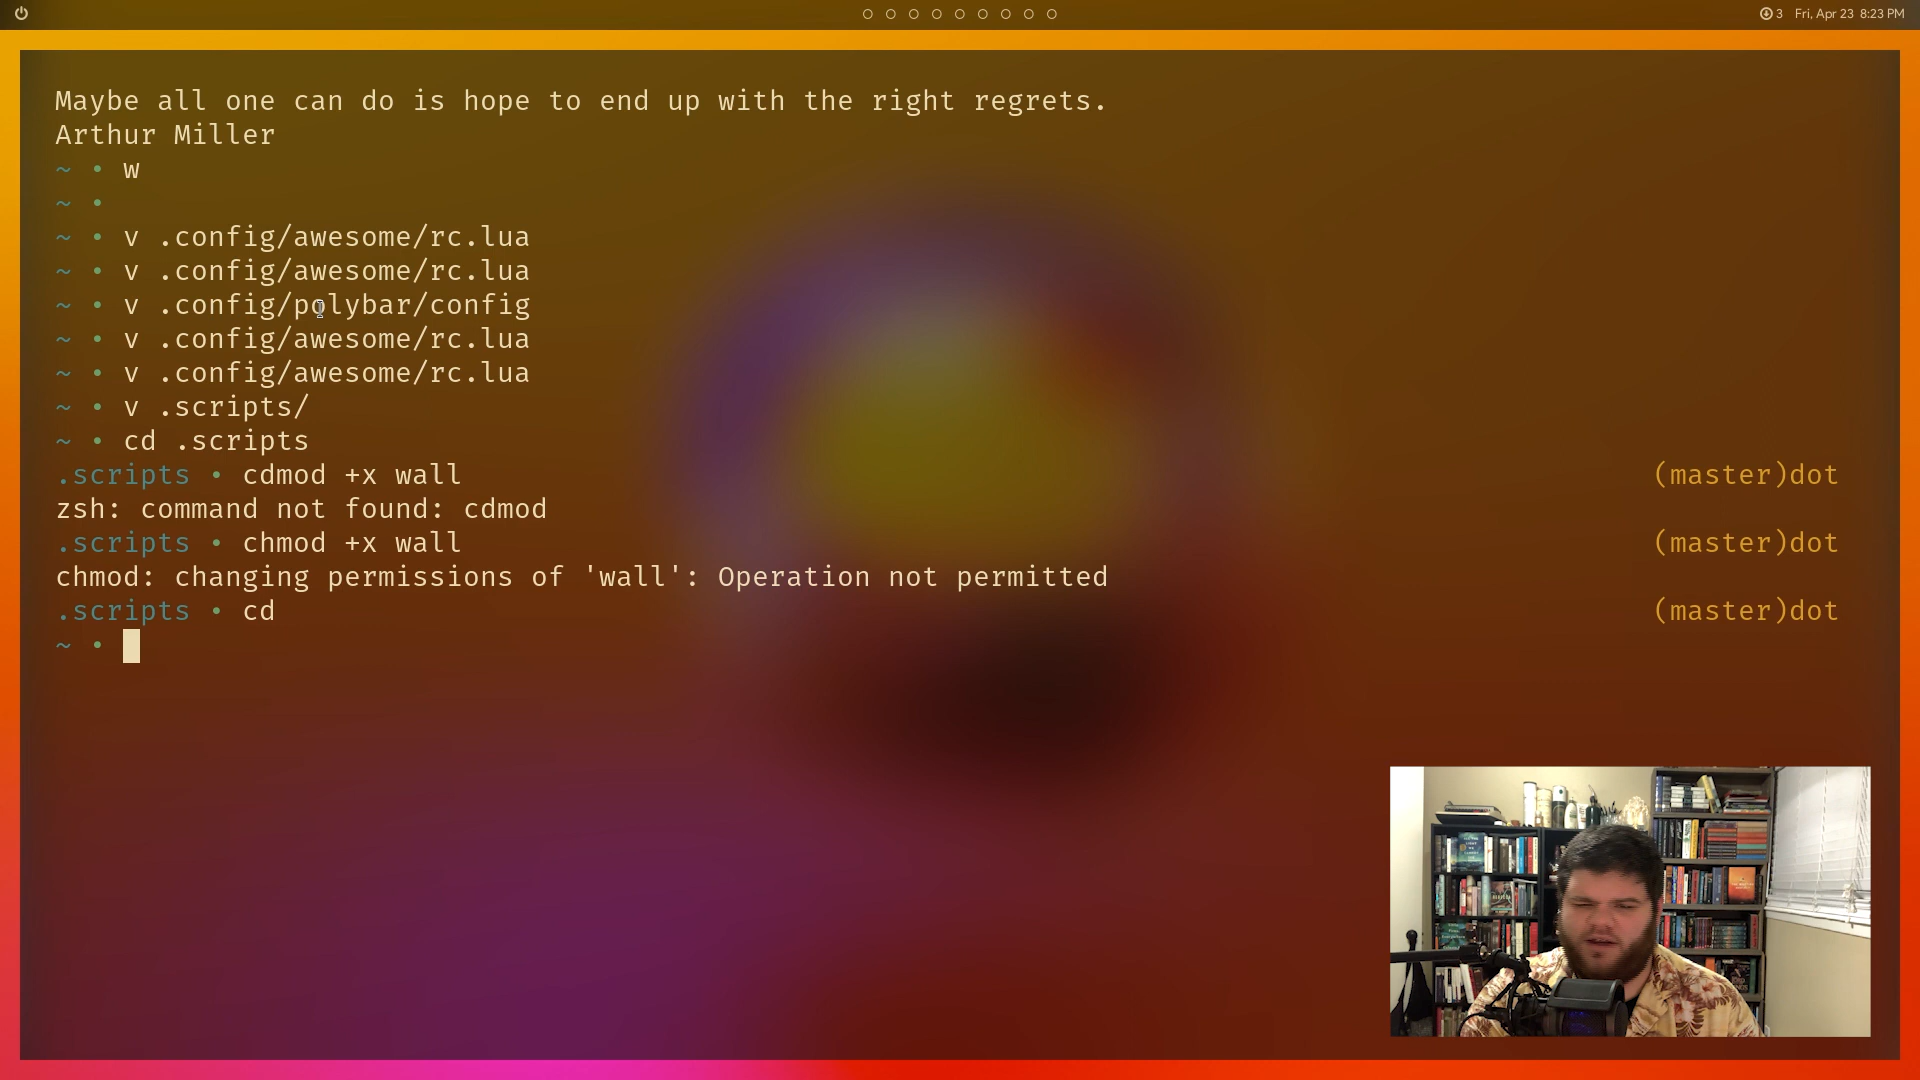 3 Fri, Apr 23 8:23 PM
Maybe all one can do is hope to end up with the right regrets.
Arthur Miller
~ • w
~ •
~ • v .config/awesome/rc.lua
~ • v .config/awesome/rc.lua
~ • v .config/polybar/config
~ • v .config/awesome/rc.lua
~ • v .config/awesome/rc.lua
~ • v .scripts/
~ • cd .scripts
.scripts • cdmod +x wall (master)dot
zsh: command not found: cdmod
.scripts • chmod +x wall (master)dot
chmod: changing permissions of 'wall': Operation not permitted
.scripts • cd (master)dot
~ •